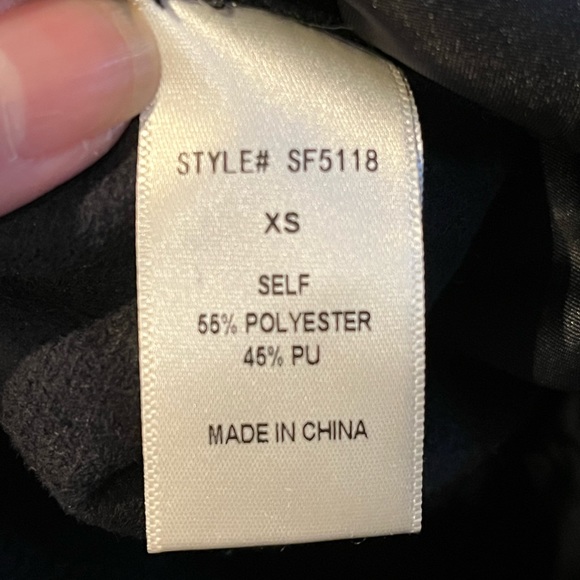 STYLE# SF5118
XS
SELF
55% POLYESTER
45% PU
MADE IN CHINA